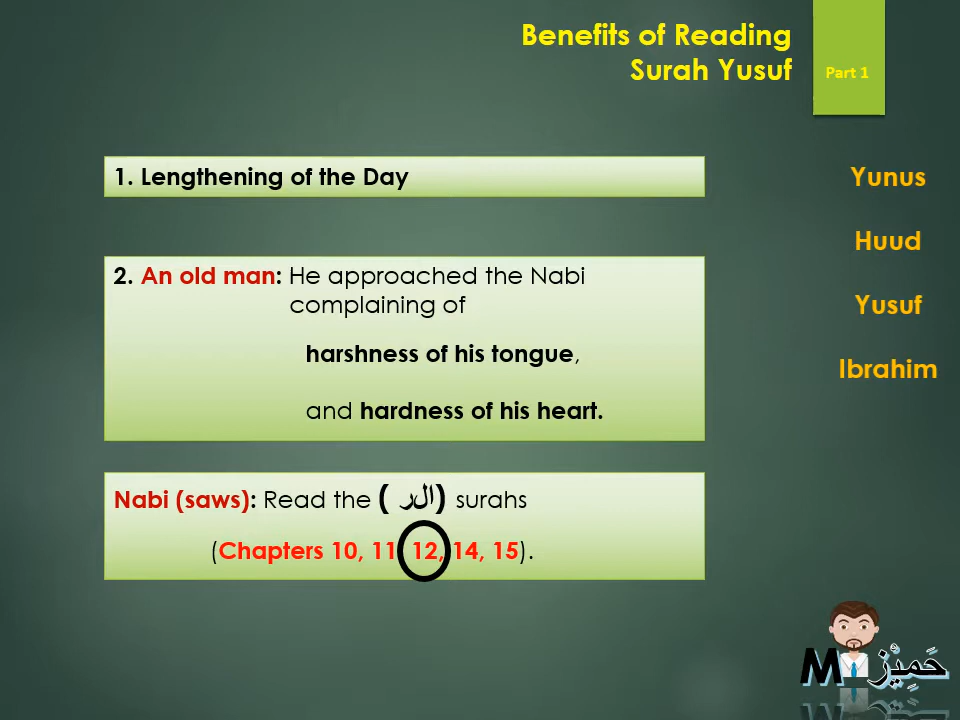 Benefits of Reading
Surah Yusuf
Part 1
1. Lengthening of the Day
2. An old man: He approached the Nabi
complaining of
harshness of his tongue,
and hardness of his heart.
Nabi (saws): Read the ( الر ) surahs
(Chapters 10, 11, 12, 14, 15).
Yunus
Huud
Yusuf
Ibrahim
M حَمِيْز